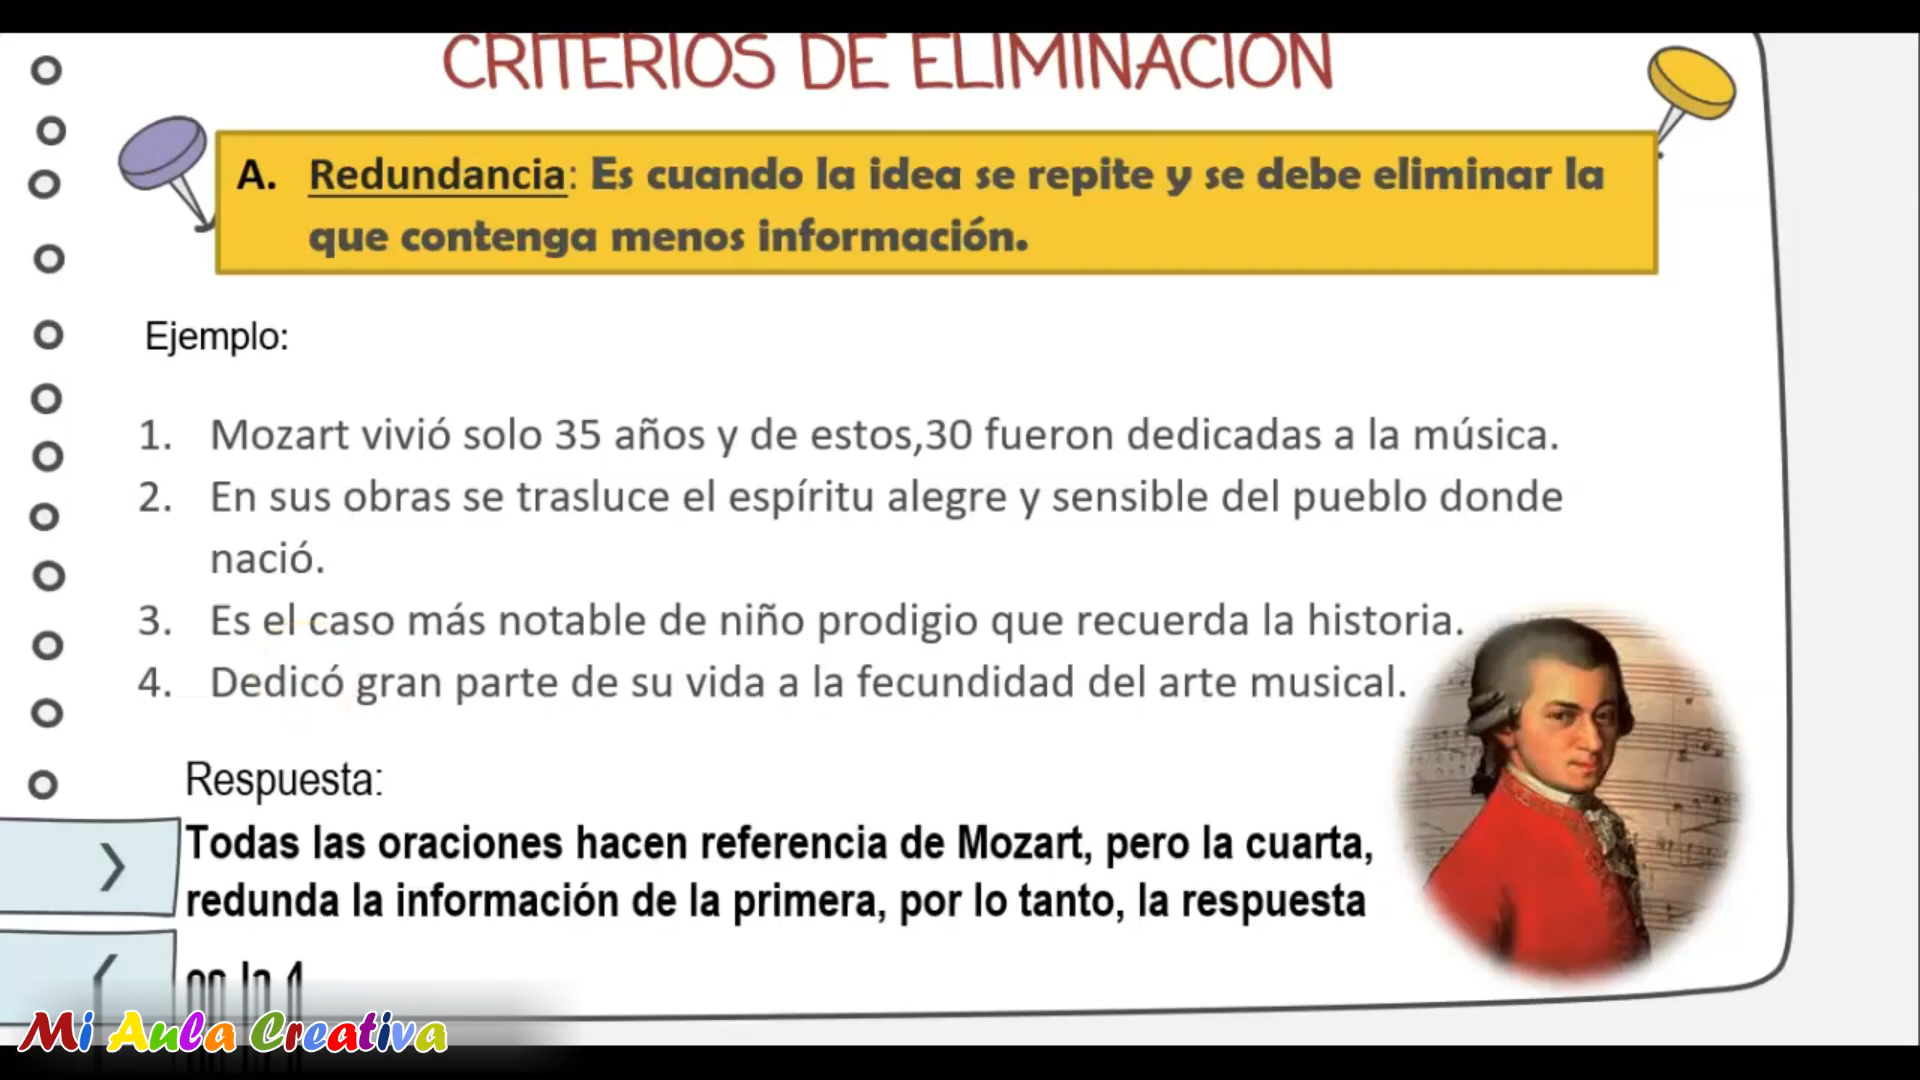 CRITERIOS DE ELIMINACION
A. Redundancia: Es cuando la idea se repite y se debe eliminar la
que contenga menos información.
Ejemplo:
1. Mozart vivió solo 35 años y de estos,30 fueron dedicadas a la música.
2. En sus obras se trasluce el espíritu alegre y sensible del pueblo donde
nació.
3. Es el caso más notable de niño prodigio que recuerda la historia.
4. Dedicó gran parte de su vida a la fecundidad del arte musical.
Respuesta:
Todas las oraciones hacen referencia de Mozart, pero la cuarta,
redunda la información de la primera, por lo tanto, la respuesta
la 4
Mi Aula Creativa